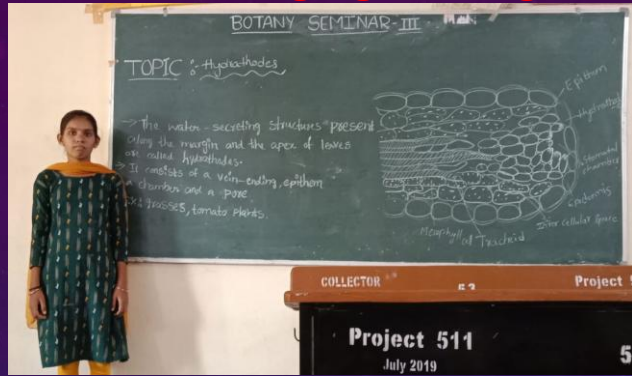 BOTANY SEMINAR-III
TOPIC :- Hydathodes
→ The water-secreting structures present
along the margin and the apex of leaves
are called hydathodes.
→ It consists of a vein-ending, epithem
a chamber and a pore
Ex: grasses, tomato plants.
Epithem
Stomatal
chamber
Epidermis
Inter Cellular Space
Mesophyll
Tracheid
COLLECTOR
53
Project
Project 511
July 2019
5